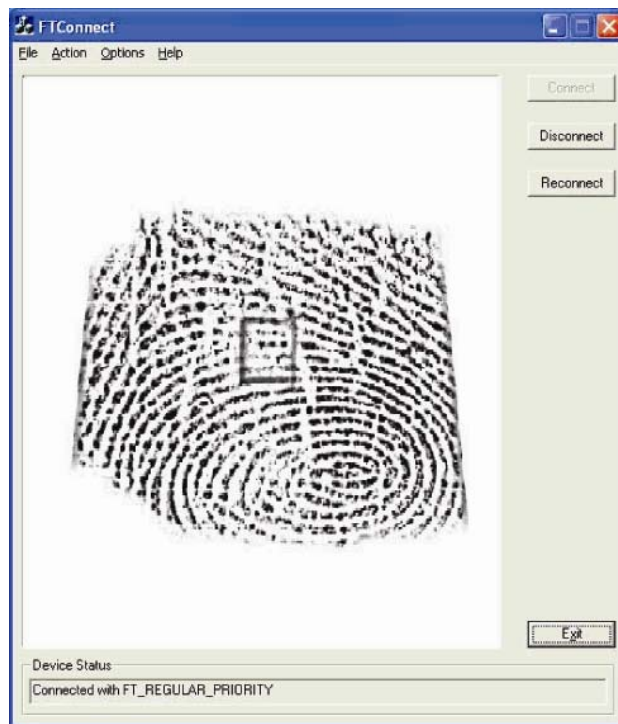 FTConnect
File Action Options Help
Connect
Disconnect
Reconnect
Exit
Device Status
Connected with FT_REGULAR_PRIORITY